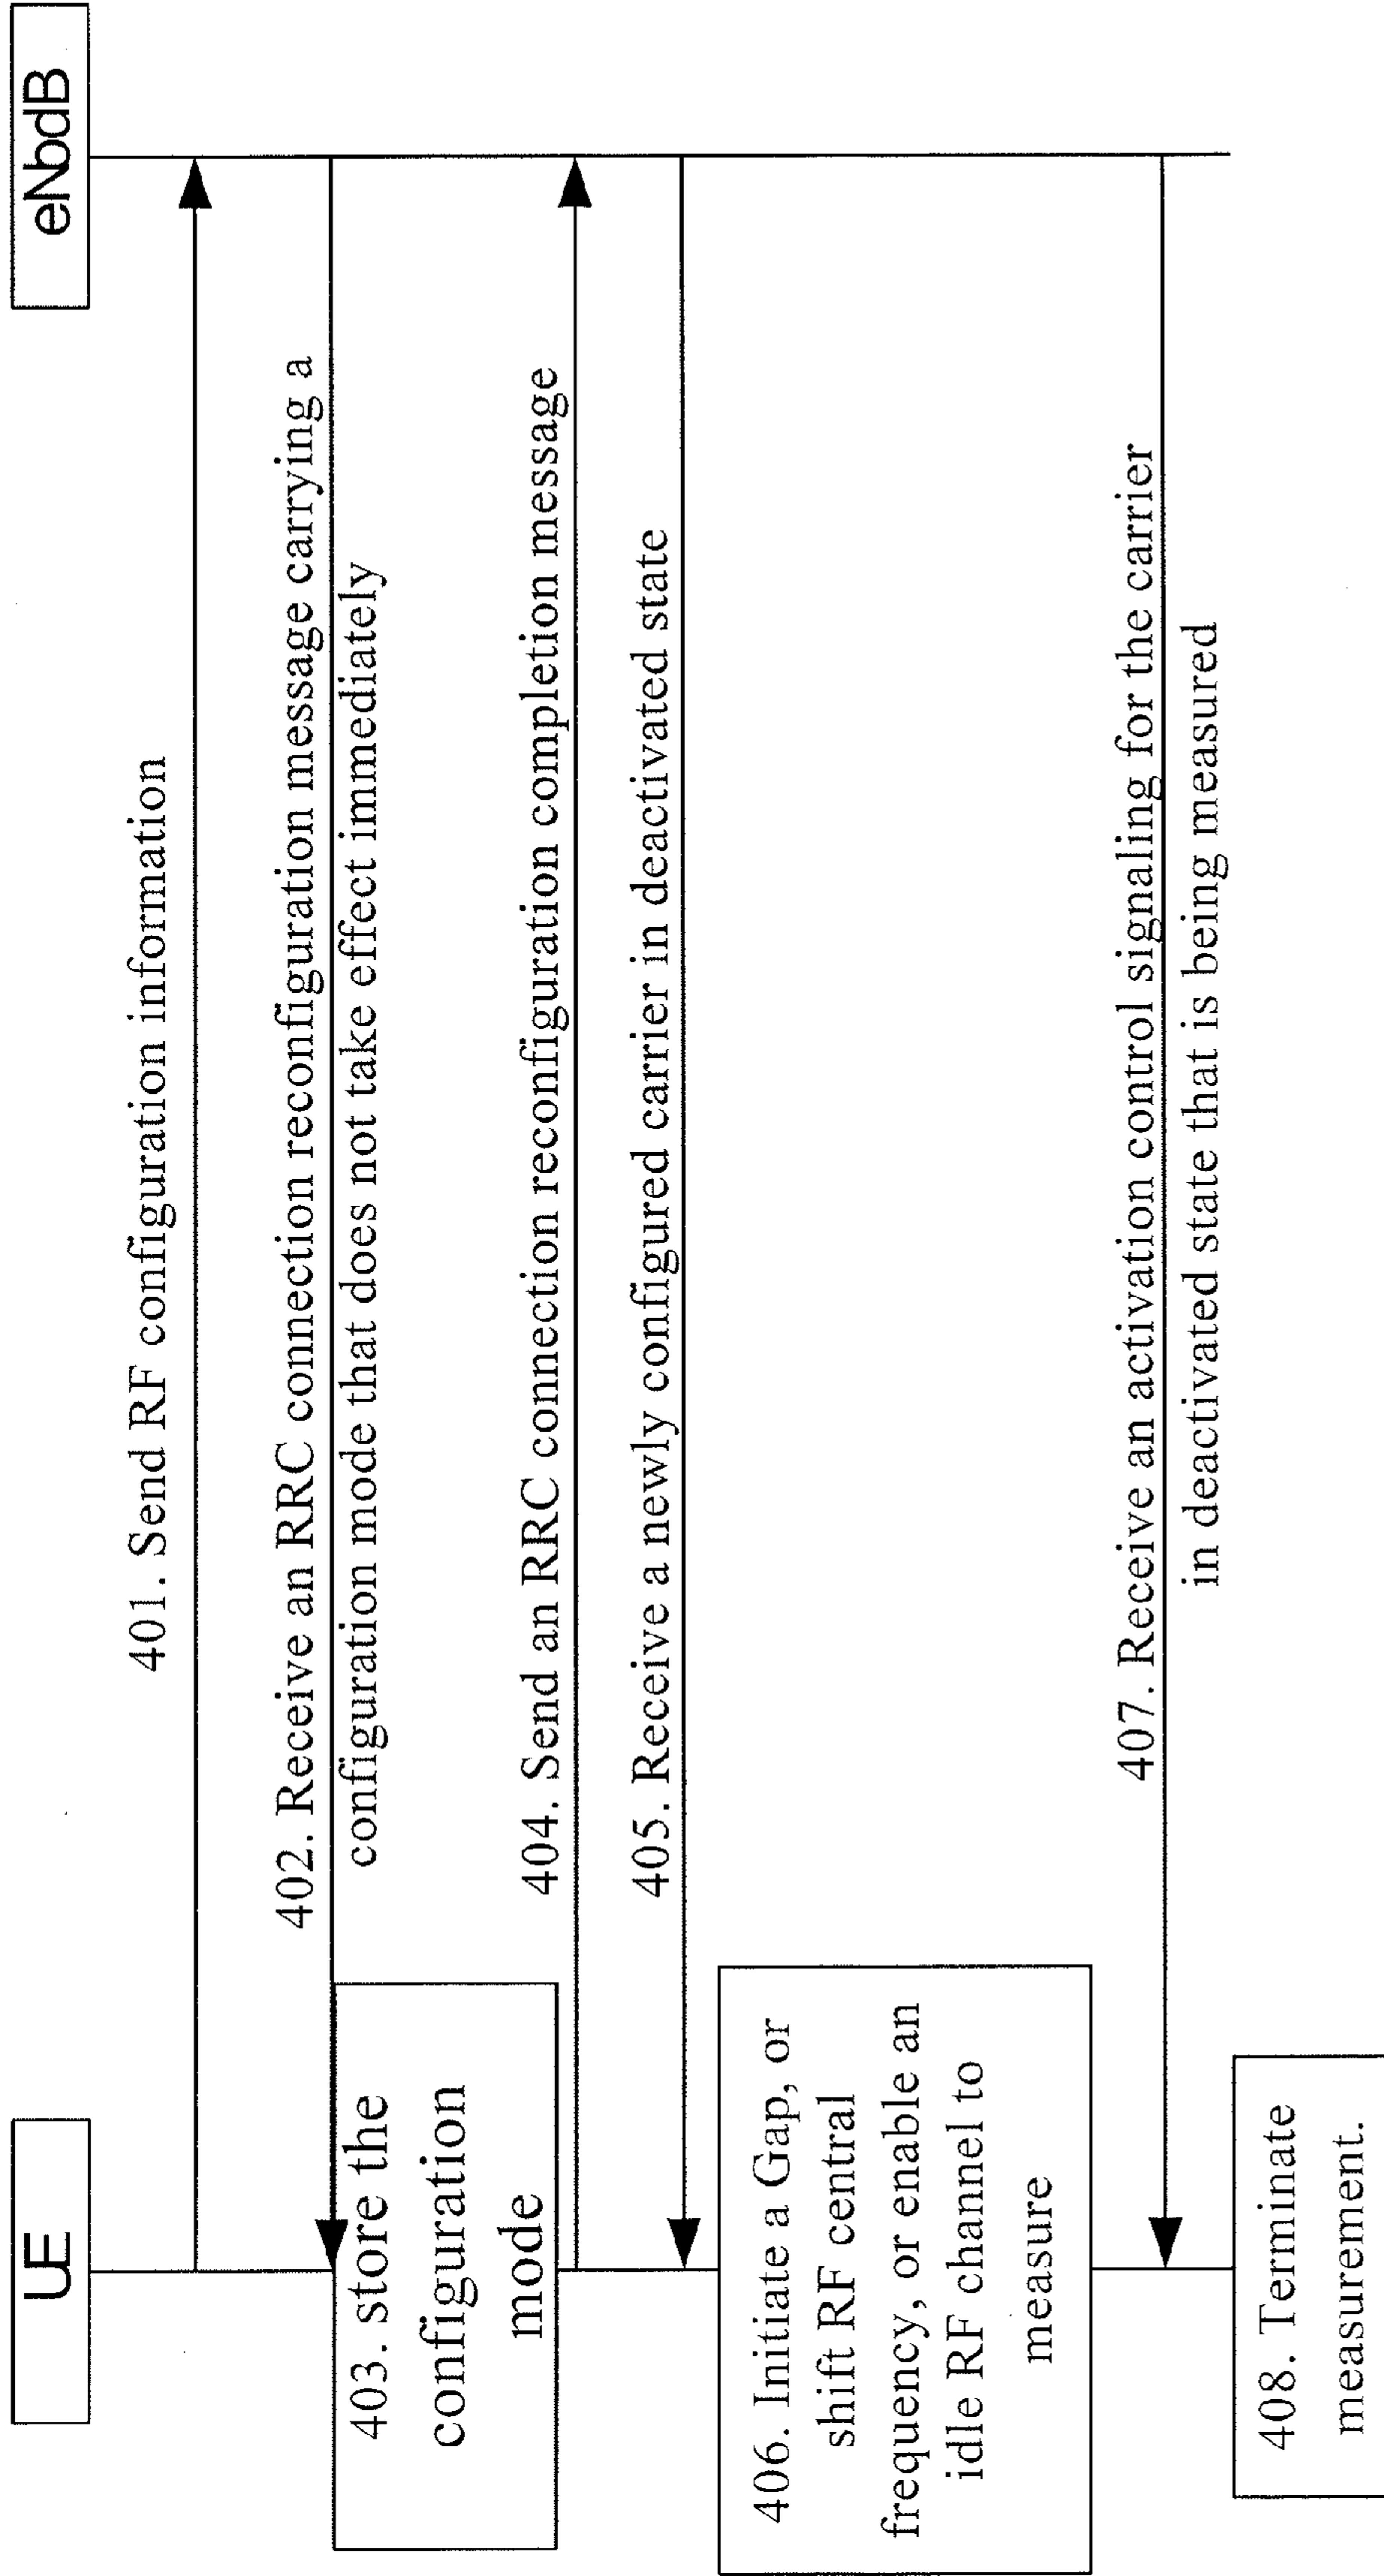 UE
eNbdB
401. Send RF configuration information
402. Receive an RRC connection reconfiguration message carrying a
configuration mode that does not take effect immediately
403. store the
configuration
mode
404. Send an RRC connection reconfiguration completion message
405. Receive a newly configured carrier in deactivated state
406. Initiate a Gap, or
shift RF central
frequency, or enable an
idle RF channel to
measure
407. Receive an activation control signaling for the carrier
in deactivated state that is being measured
408. Terminate
measurement.